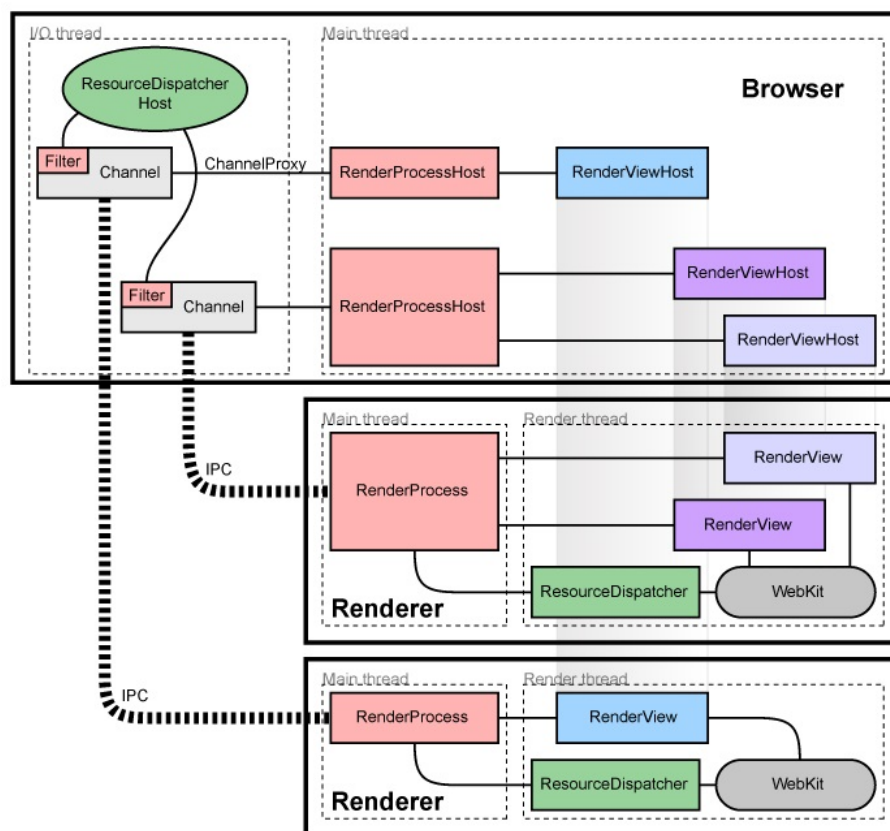 I/O thread
Main thread
ResourceDispatcher
Host
Browser
Filter
Channel
ChannelProxy
RenderProcessHost
RenderViewHost
Filter
Channel
RenderProcessHost
RenderViewHost
RenderViewHost
Main thread
Render thread
IPC
RenderProcess
RenderView
RenderView
ResourceDispatcher
WebKit
Renderer
Main thread
Render thread
IPC
RenderProcess
RenderView
ResourceDispatcher
WebKit
Renderer